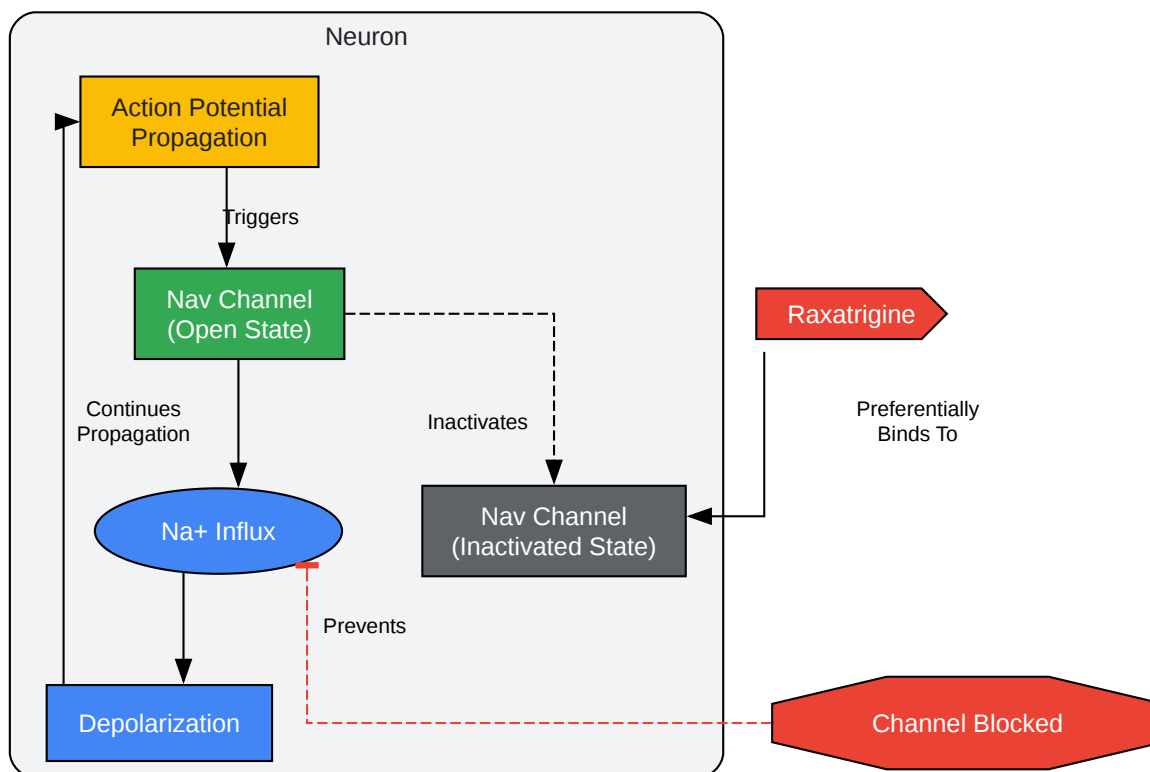 Neuron
Action Potential
Propagation
Triggers
Nav Channel
(Open State)
Raxatrigine
Continues
Propagation
Inactivates
Preferentially
Binds To
Na+ Influx
Nav Channel
(Inactivated State)
Prevents
Depolarization
Channel Blocked